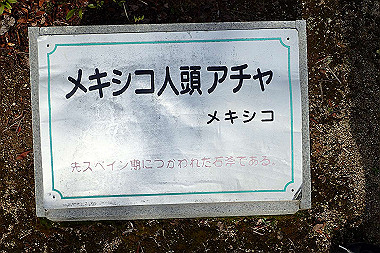 メキシコ人頭アチャ
メキシコ
先スペイン期につかわれた石斧である.